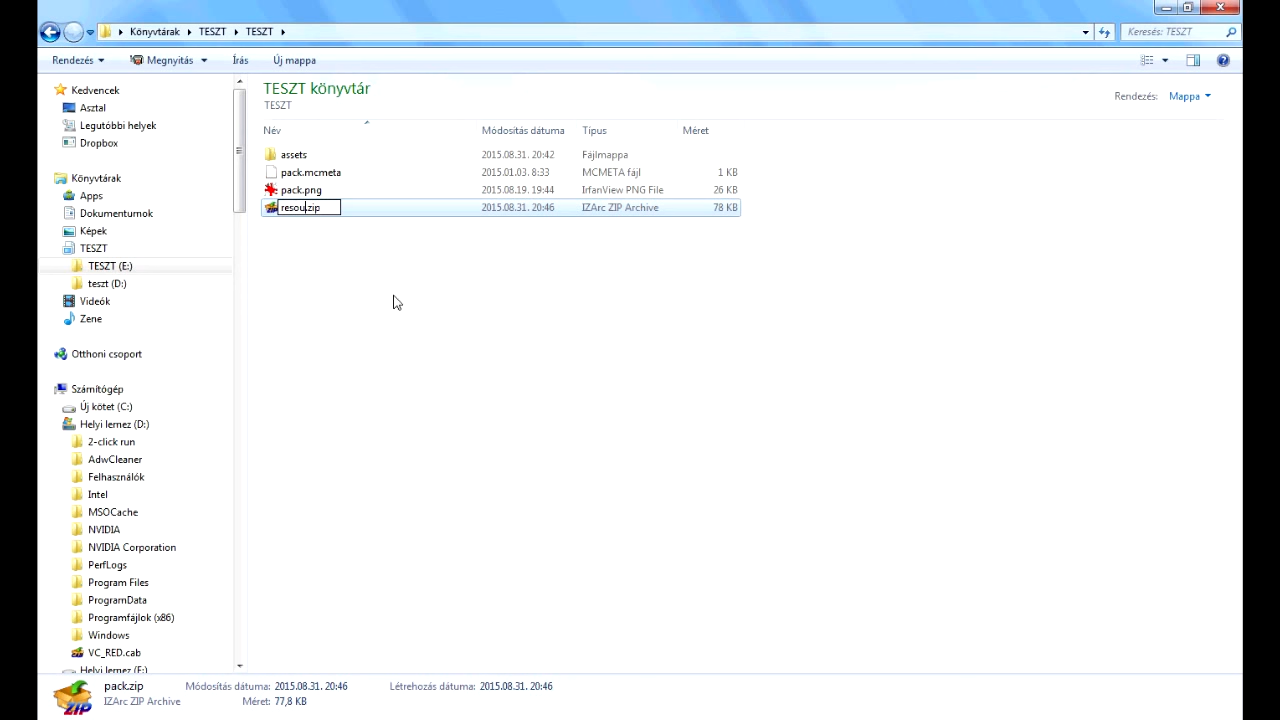 Könyvtárak TESZT TESZT
Keresés: TESZT
Rendezés Megnyitás Írás Új mappa
TESZT könyvtár
TESZT
Rendezés: Mappa
Név Módosítás dátuma Típus Méret
assets 2015.08.31. 20:42 Fájlmappa
pack.mcmeta 2015.01.03. 8:33 MCMETA fájl 1 KB
pack.png 2015.08.19. 19:44 IrfanView PNG File 26 KB
resou.zip 2015.08.31. 20:46 IZArc ZIP Archive 78 KB
Kedvencek
Asztal
Legutóbbi helyek
Dropbox
Könyvtárak
Apps
Dokumentumok
Képek
TESZT
TESZT (E:)
teszt (D:)
Videók
Zene
Otthoni csoport
Számítógép
Új kötet (C:)
Helyi lemez (D:)
2-click run
AdwCleaner
Felhasználók
Intel
MSOCache
NVIDIA
NVIDIA Corporation
PerfLogs
Program Files
ProgramData
Programfájlok (x86)
Windows
VC_RED.cab
Helyi lemez (E:)
pack.zip Módosítás dátuma: 2015.08.31. 20:46 Létrehozás dátuma: 2015.08.31. 20:46
IZArc ZIP Archive Méret: 77,8 KB
ZIP